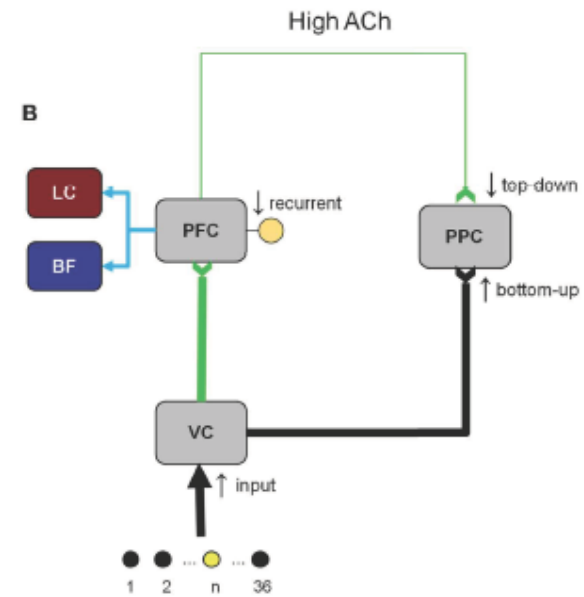 High ACh
B
LC
↓ top-down
↓ recurrent
PFC
PPC
BF
↑ bottom-up
VC
↑ input
... ...
1 2 n 36